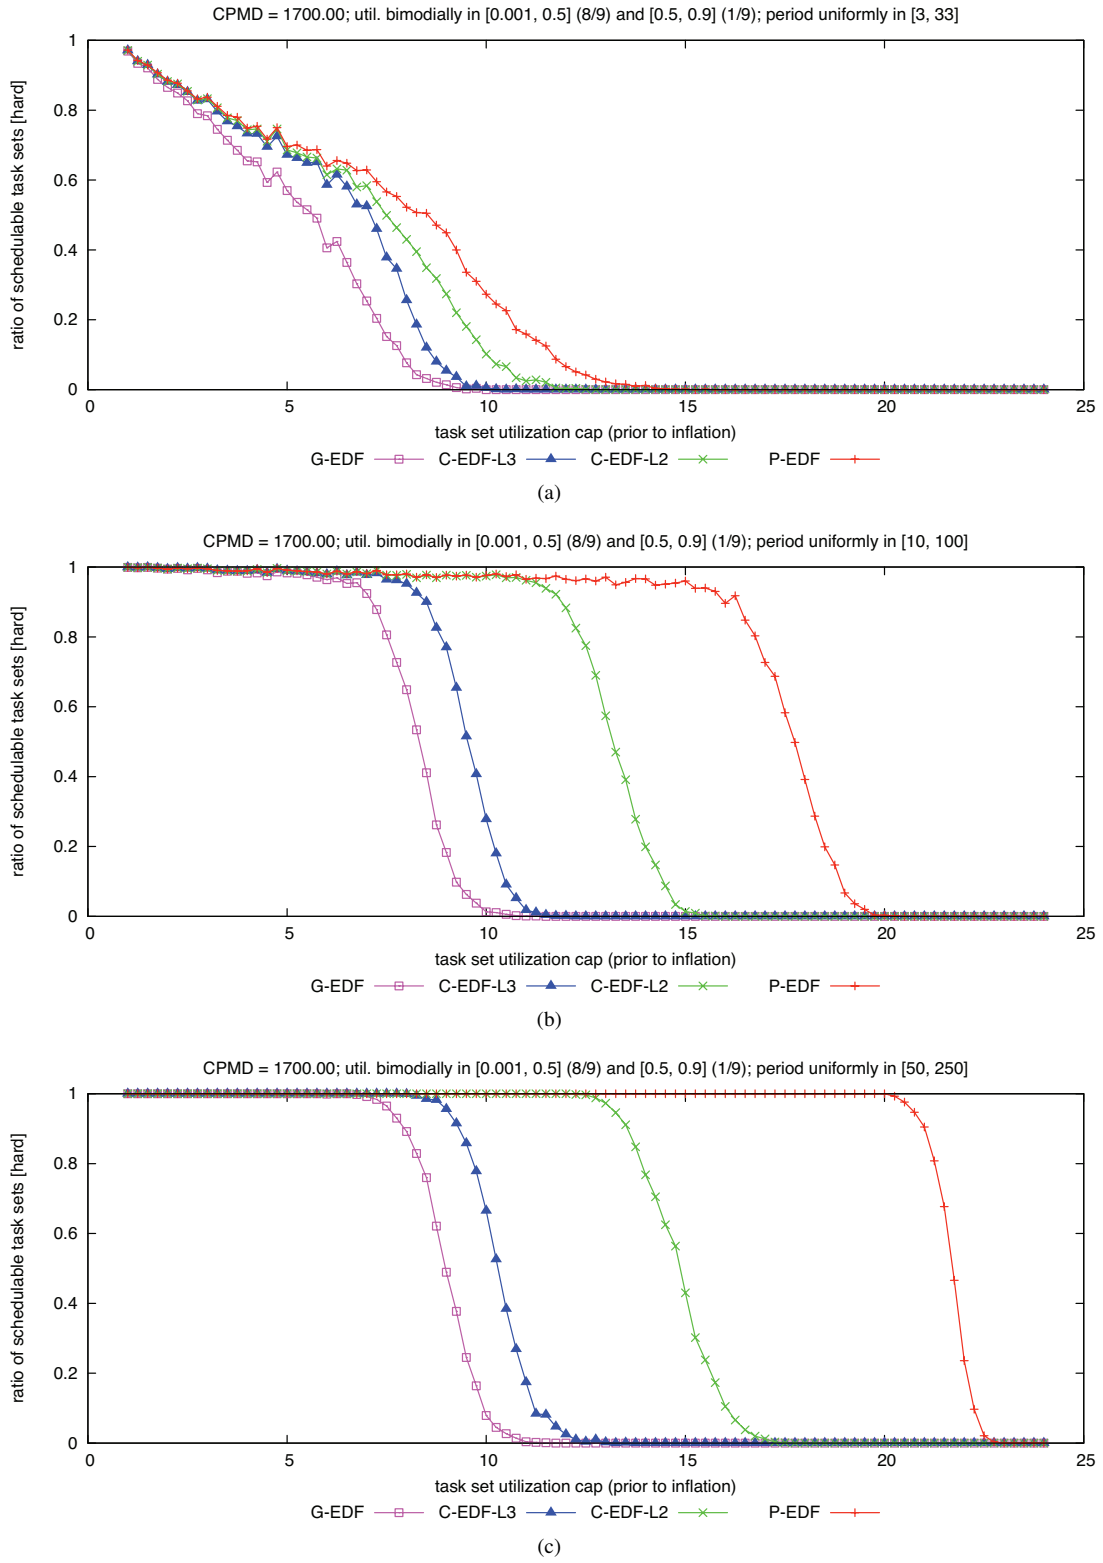 CPMD = 1700.00; util. bimodially in [0.001, 0.5] (8/9) and [0.5, 0.9] (1/9); period uniformly in [3, 33]
1
0.8
0.6
0.4
0.2
0
ratio of schedulable task sets [hard]
0 5 10 15 20 25
task set utilization cap (prior to inflation)
G-EDF C-EDF-L3 C-EDF-L2 P-EDF
(a)
CPMD = 1700.00; util. bimodially in [0.001, 0.5] (8/9) and [0.5, 0.9] (1/9); period uniformly in [10, 100]
1
0.8
0.6
0.4
0.2
0
ratio of schedulable task sets [hard]
0 5 10 15 20 25
task set utilization cap (prior to inflation)
G-EDF C-EDF-L3 C-EDF-L2 P-EDF
(b)
CPMD = 1700.00; util. bimodially in [0.001, 0.5] (8/9) and [0.5, 0.9] (1/9); period uniformly in [50, 250]
1
0.8
0.6
0.4
0.2
0
ratio of schedulable task sets [hard]
0 5 10 15 20 25
task set utilization cap (prior to inflation)
G-EDF C-EDF-L3 C-EDF-L2 P-EDF
(c)